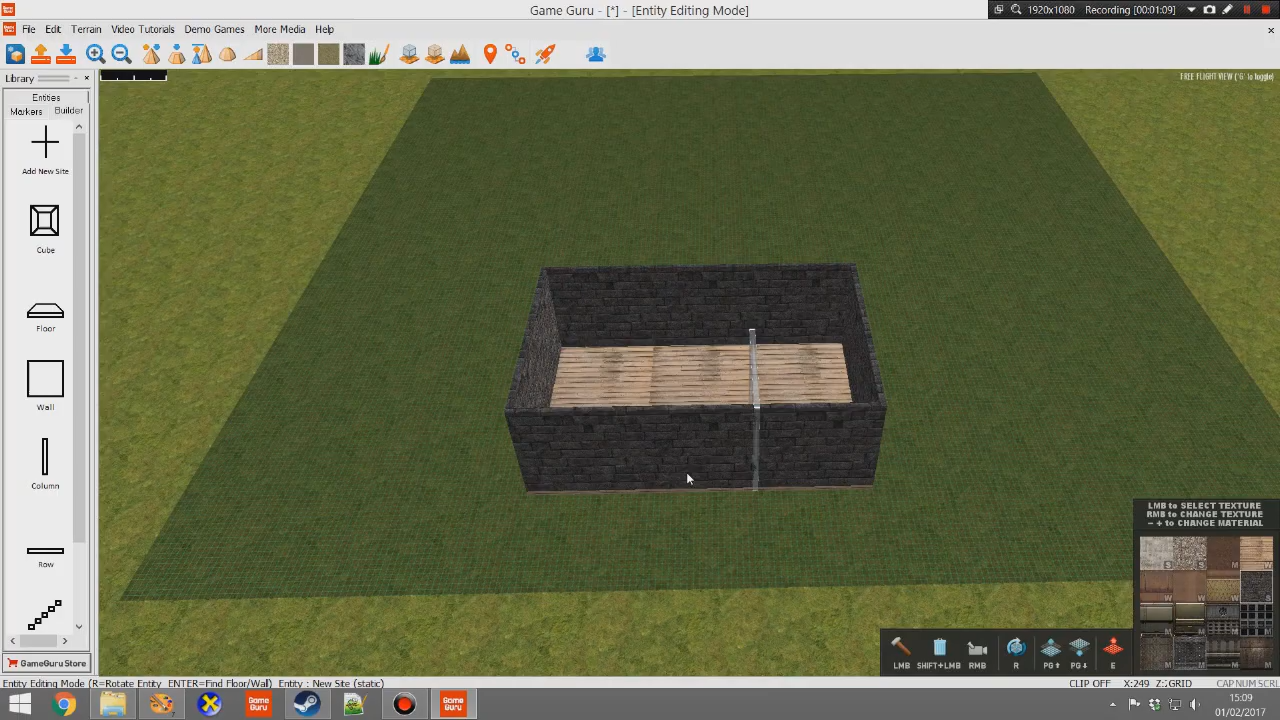 Game Guru - [*] - [Entity Editing Mode]
1920x1080
Recording [00:01:09]
File Edit Terrain Video Tutorials Demo Games More Media Help
Library
FREE FLIGHT VIEW ('G' to toggle)
Entities
Markers Builder
Add New Site
Cube
Floor
Wall
Column
Row
LMB to SELECT TEXTURE
RMB to CHANGE TEXTURE
- + to CHANGE MATERIAL
S S M W
W W W S
M M M M
M M M M
LMB SHIFT+LMB RMB R PG↑ PG↓ E
GameGuru Store
Entity Editing Mode (R=Rotate Entity ENTER=Find Floor/Wall) Entity : New Site (static)
CLIP OFF
CAP NUM SCRL
GAME
GURU
GAME
GURU
15:09
01/02/2017